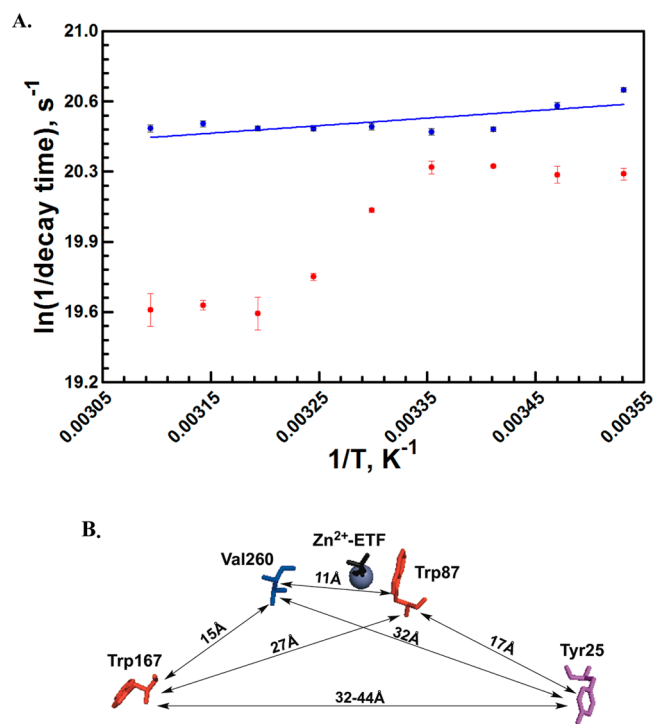 A.
21.0
20.6
20.3
19.9
19.6
19.2
ln(1/decay time), s⁻¹
0.00305
0.00315
0.00325
0.00335
0.00345
0.00355
1/T, K⁻¹
B.
Zn²⁺-ETF
Val260
Trp87
11Å
15Å
32Å
27Å
17Å
Trp167
Tyr25
32-44Å